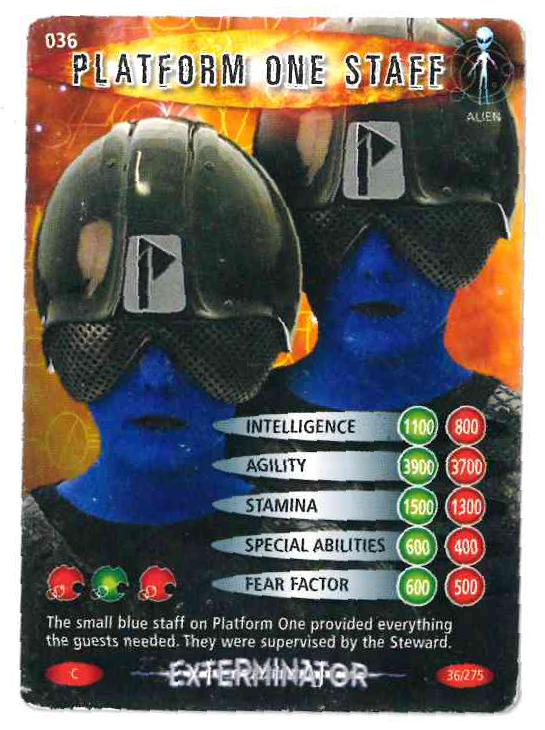 036
PLATFORM ONE STAFF
ALIEN
INTELLIGENCE 1100 800
AGILITY 3900 3700
STAMINA 1500 1300
SPECIAL ABILITIES 600 400
FEAR FACTOR 600 500
The small blue staff on Platform One provided everything
the guests needed. They were supervised by the Steward.
C
EXTERMINATOR
36/275